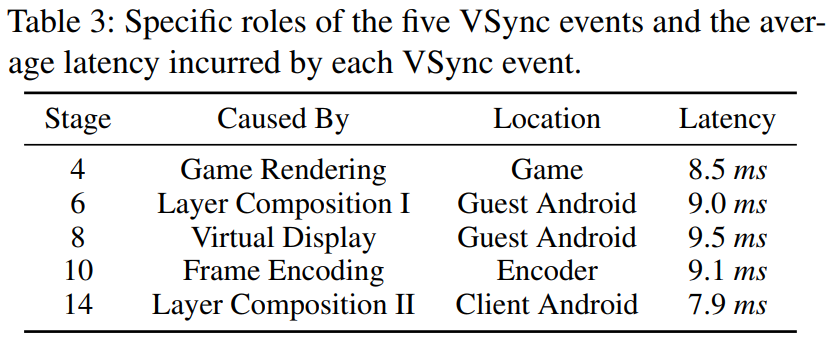 Table 3: Specific roles of the five VSync events and the aver-
age latency incurred by each VSync event.
Stage Caused By Location Latency
4 Game Rendering Game 8.5 ms
6 Layer Composition I Guest Android 9.0 ms
8 Virtual Display Guest Android 9.5 ms
10 Frame Encoding Encoder 9.1 ms
14 Layer Composition II Client Android 7.9 ms